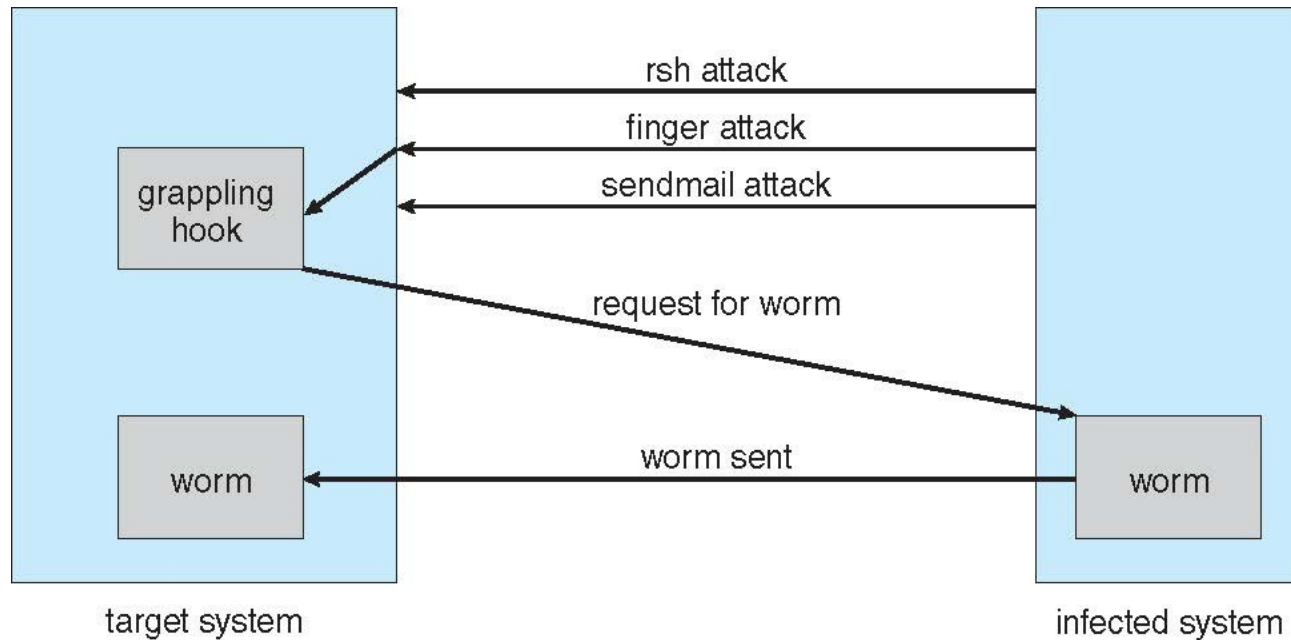 rsh attack
finger attack
sendmail attack
grappling
hook
request for worm
worm
worm sent
worm
target system
infected system